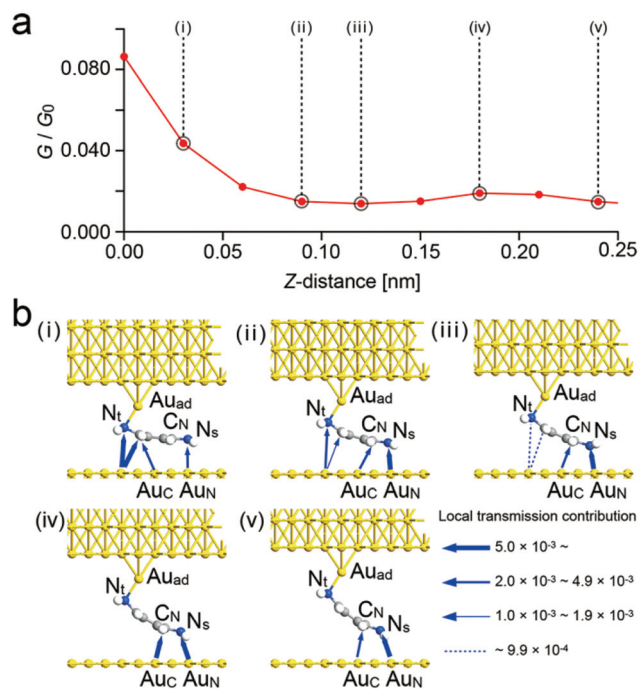 a
(i) (ii) (iii) (iv) (v)
0.080
0.040
0.000
G / G0
0.00 0.05 0.10 0.15 0.20 0.25
Z-distance [nm]
b
(i) (ii) (iii)
Auad Nt CN Ns AuC AuN
Auad Nt CN Ns AuC AuN
Auad Nt CN Ns AuC AuN
Local transmission contribution
5.0 × 10-3 ~
2.0 × 10-3 ~ 4.9 × 10-3
1.0 × 10-3 ~ 1.9 × 10-3
~ 9.9 × 10-4
(iv) (v)
Auad Nt CN Ns AuC AuN
Auad Nt CN Ns AuC AuN